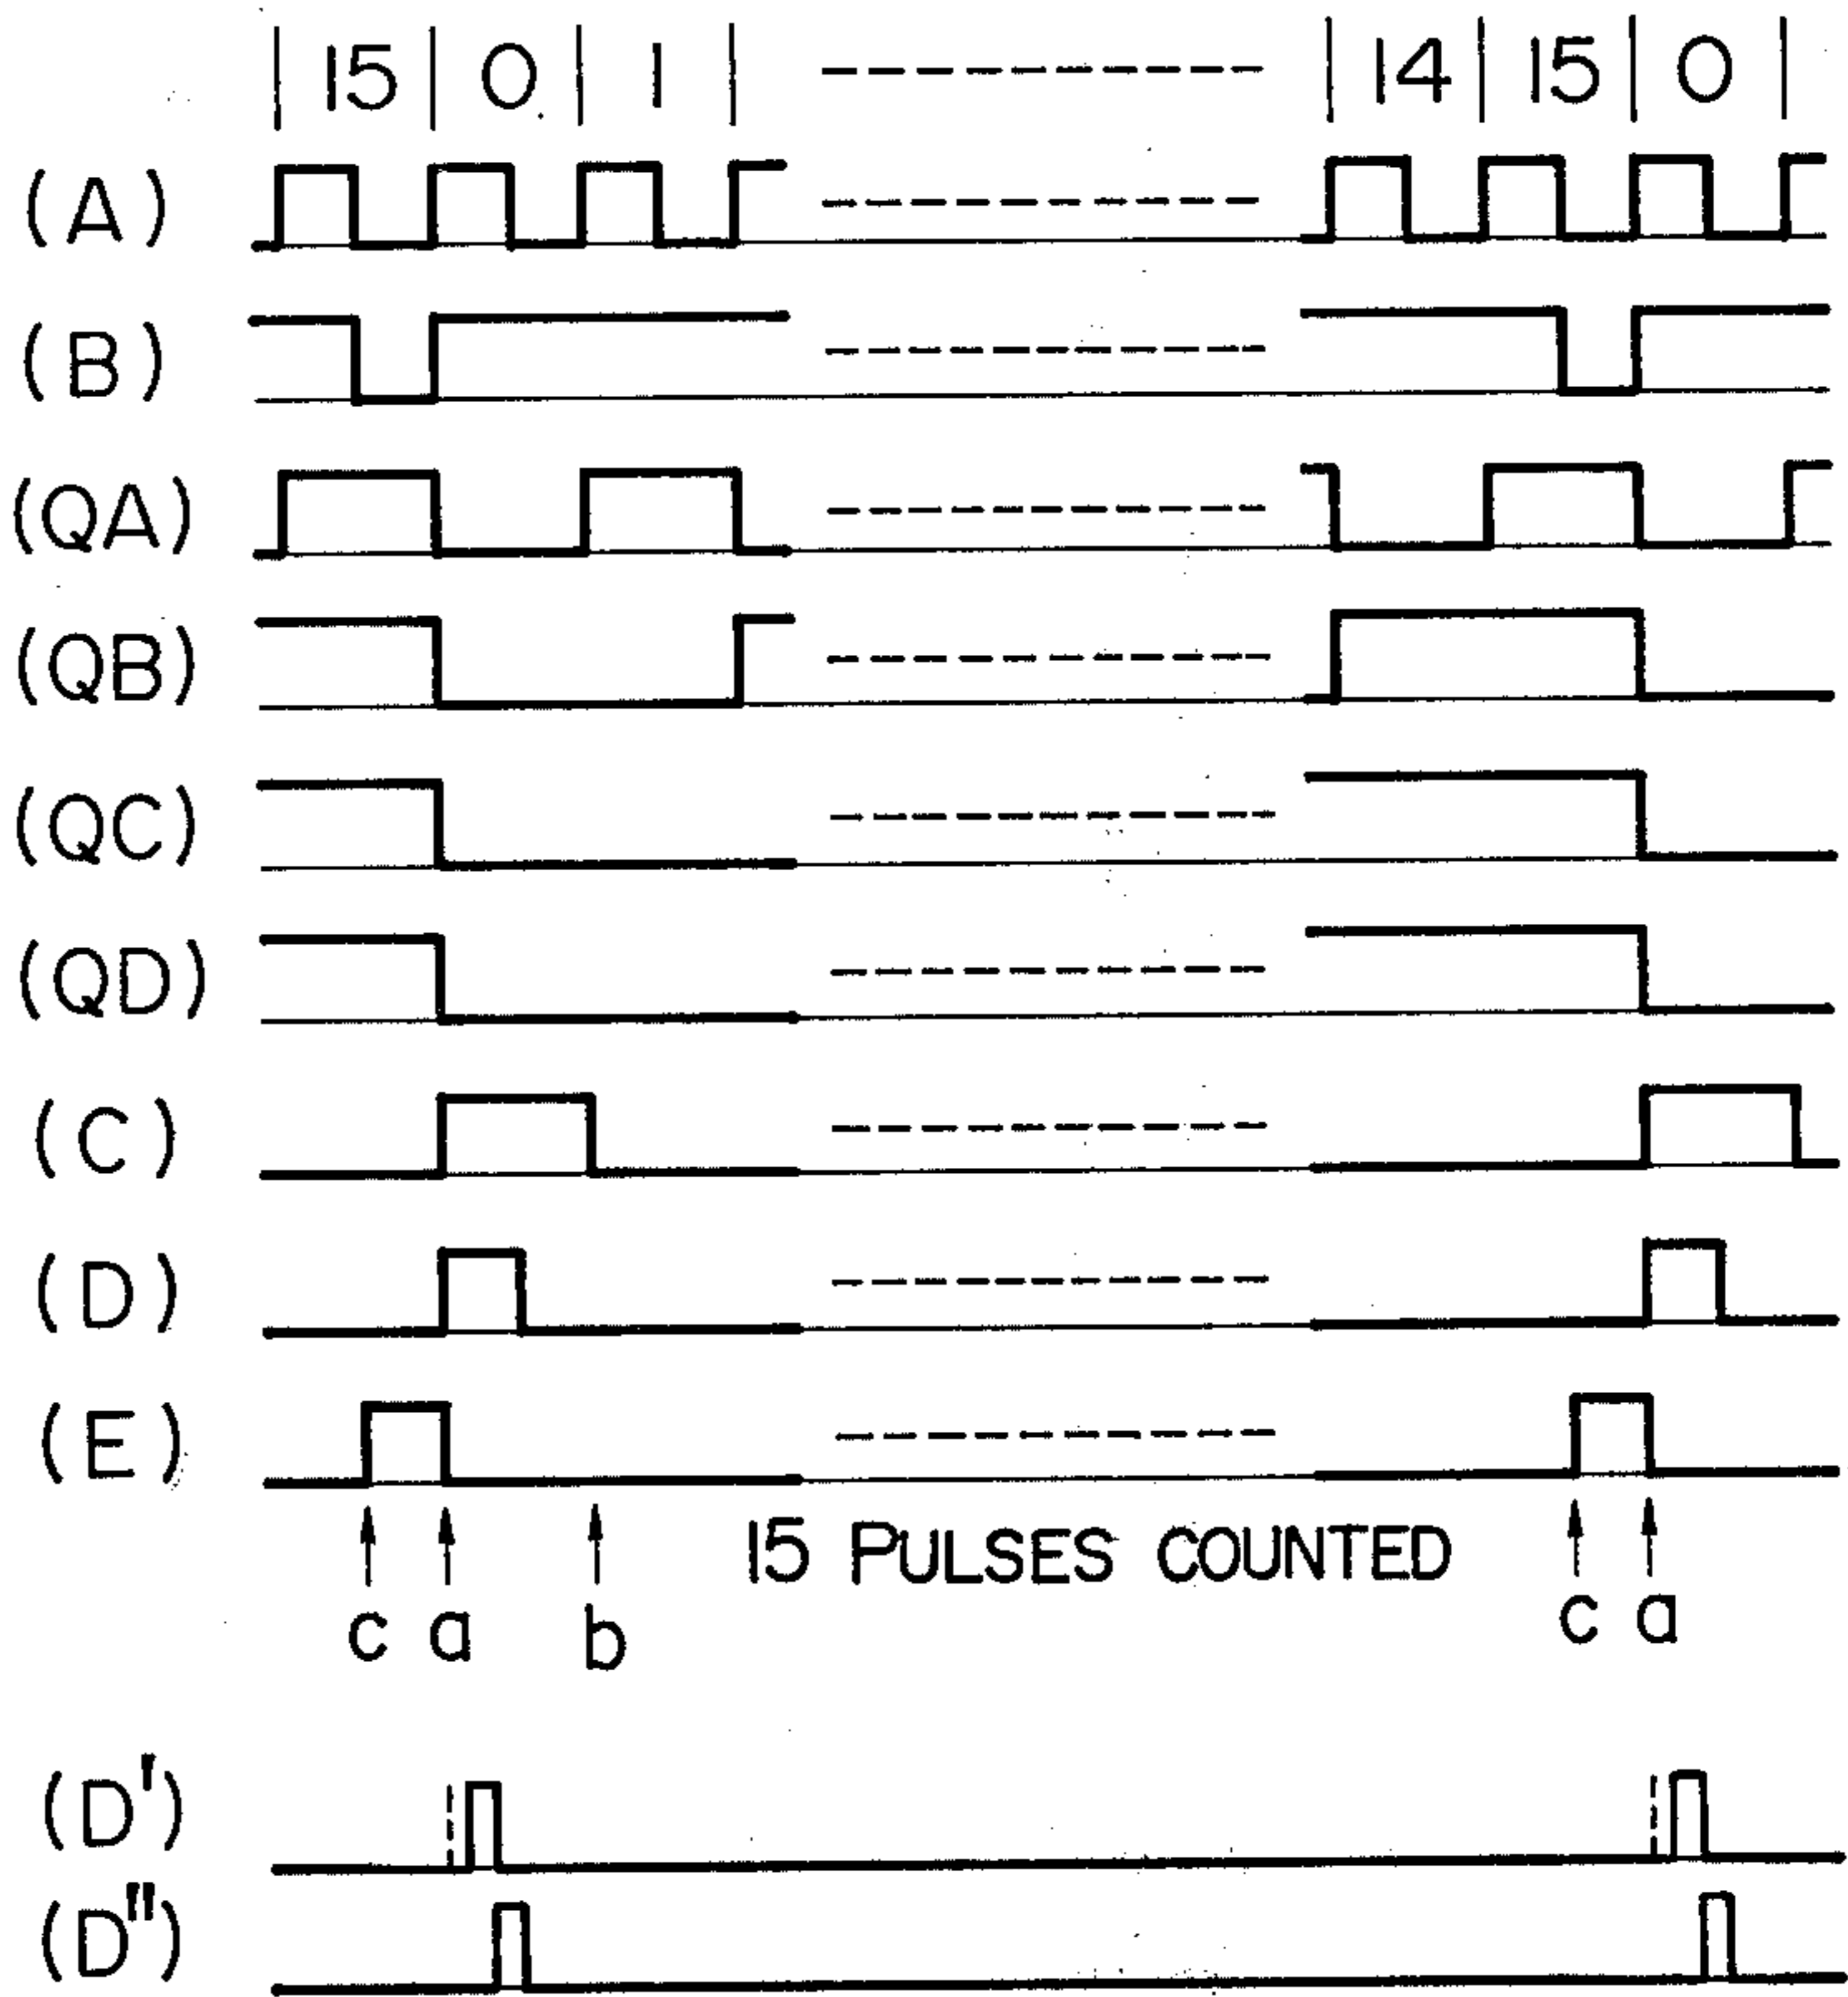 15 0 1 14 15 0
(A)
(B)
(QA)
(QB)
(QC)
(QD)
(C)
(D)
(E)
15 PULSES COUNTED
c a b c a
(D')
(D")